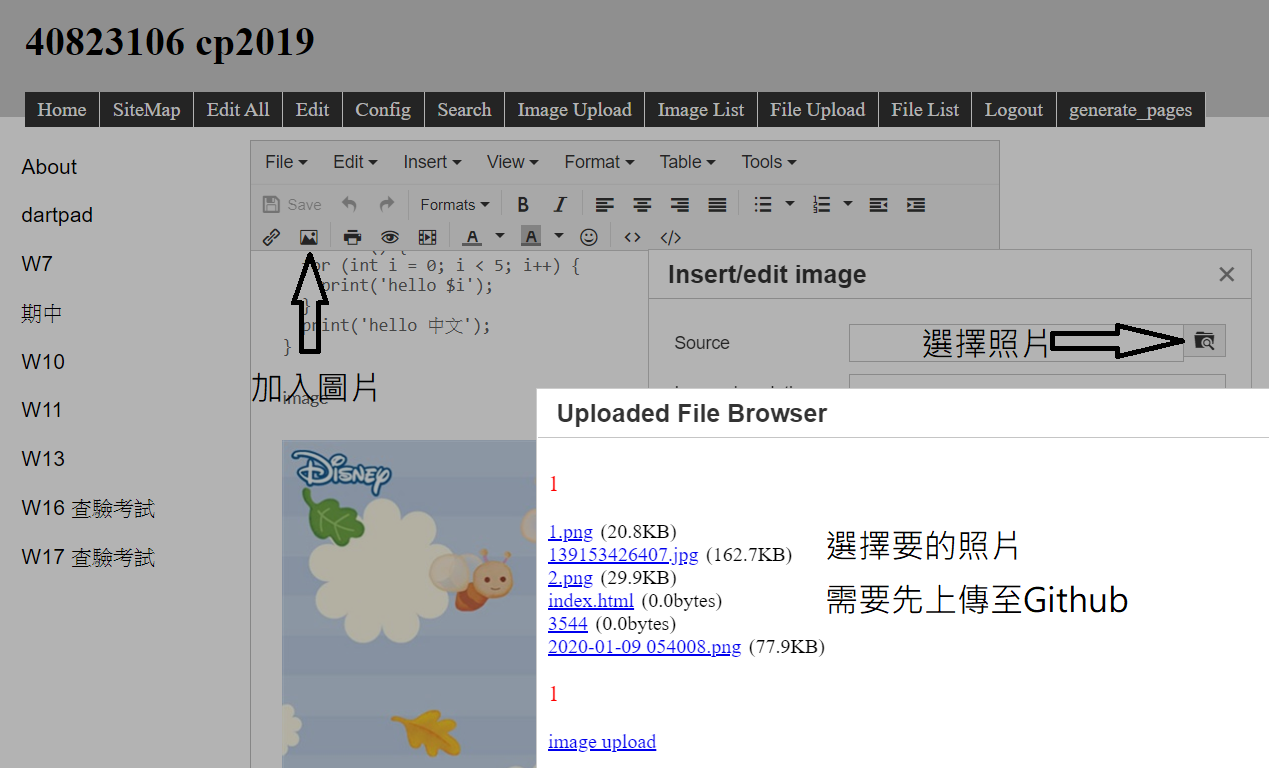 40823106 cp2019
Home SiteMap Edit All Edit Config Search Image Upload Image List File Upload File List Logout generate_pages
About
dartpad
W7
期中
W10
W11
W13
W16 查驗考試
W17 查驗考試
File Edit Insert View Format Table Tools
Save Formats B I
A A
for (int i = 0; i < 5; i++) {
print('hello $i');
}
print('hello 中文');
}
加入圖片
image
Disney
Insert/edit image
Source
選擇照片
Uploaded File Browser
1
1.png (20.8KB)
139153426407.jpg (162.7KB)
2.png (29.9KB)
index.html (0.0bytes)
3544 (0.0bytes)
2020-01-09 054008.png (77.9KB)
1
image upload
選擇要的照片
需要先上傳至Github